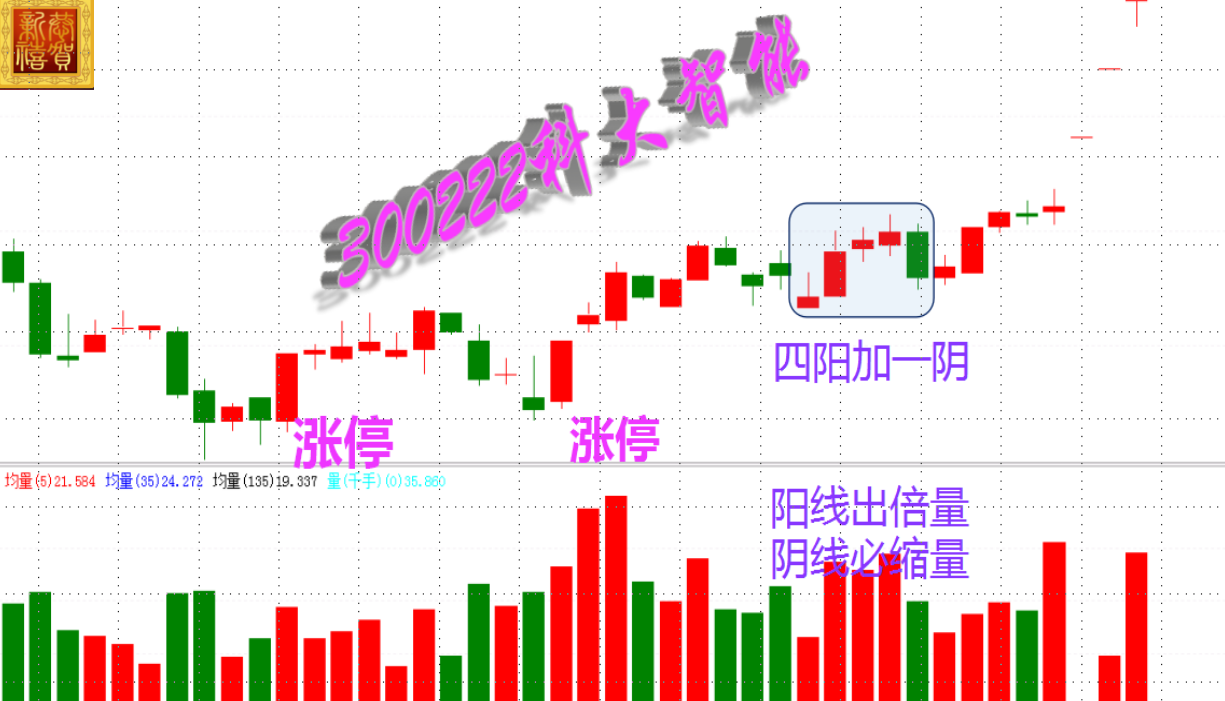 恭賀
新禧
300222科大智能
四阳加一阴
涨停
涨停
均量(5)21.584 均量(35)24.272 均量(135)19.337 量(千手)(0)35.860
阳线出倍量
阴线必缩量